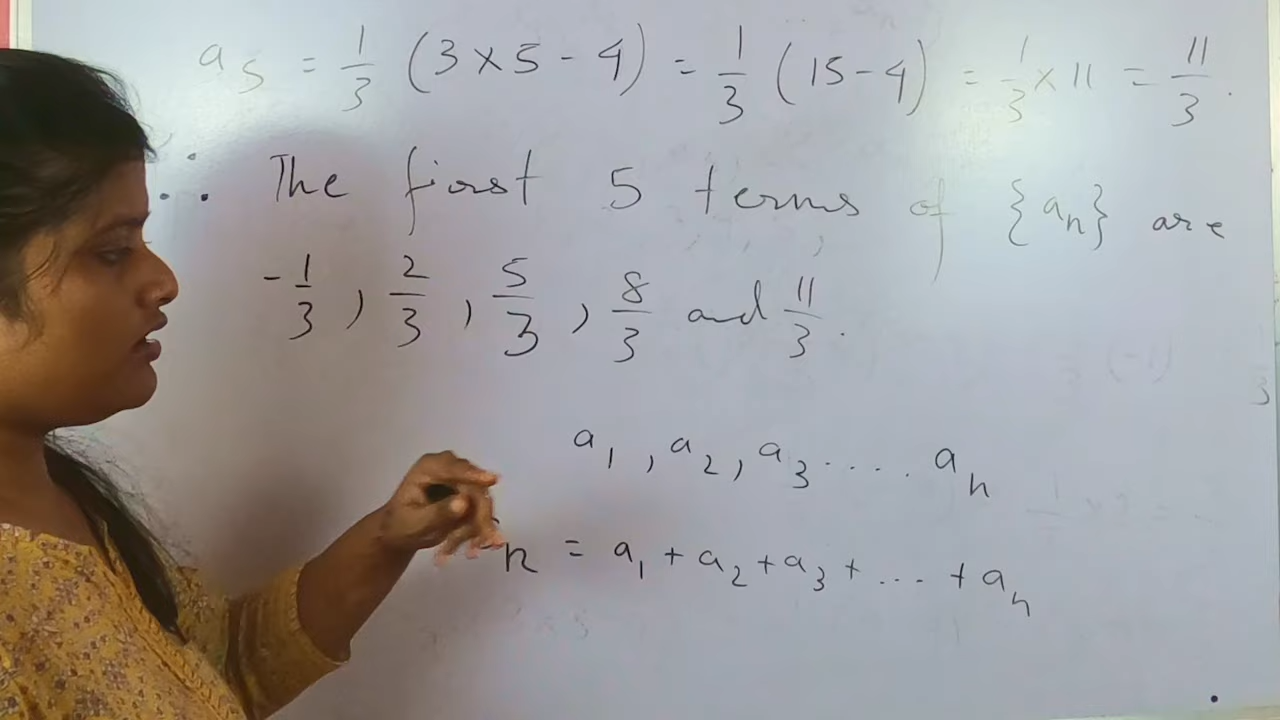 a₅ = 1/3 (3×5-4) = 1/3 (15-4) = 1/3 × 11 = 11/3.
∴ The first 5 terms of {aₙ} are
-1/3, 2/3, 5/3, 8/3 and 11/3.
a₁, a₂, a₃ ..... aₙ
n = a₁ + a₂ + a₃ + ... + aₙ